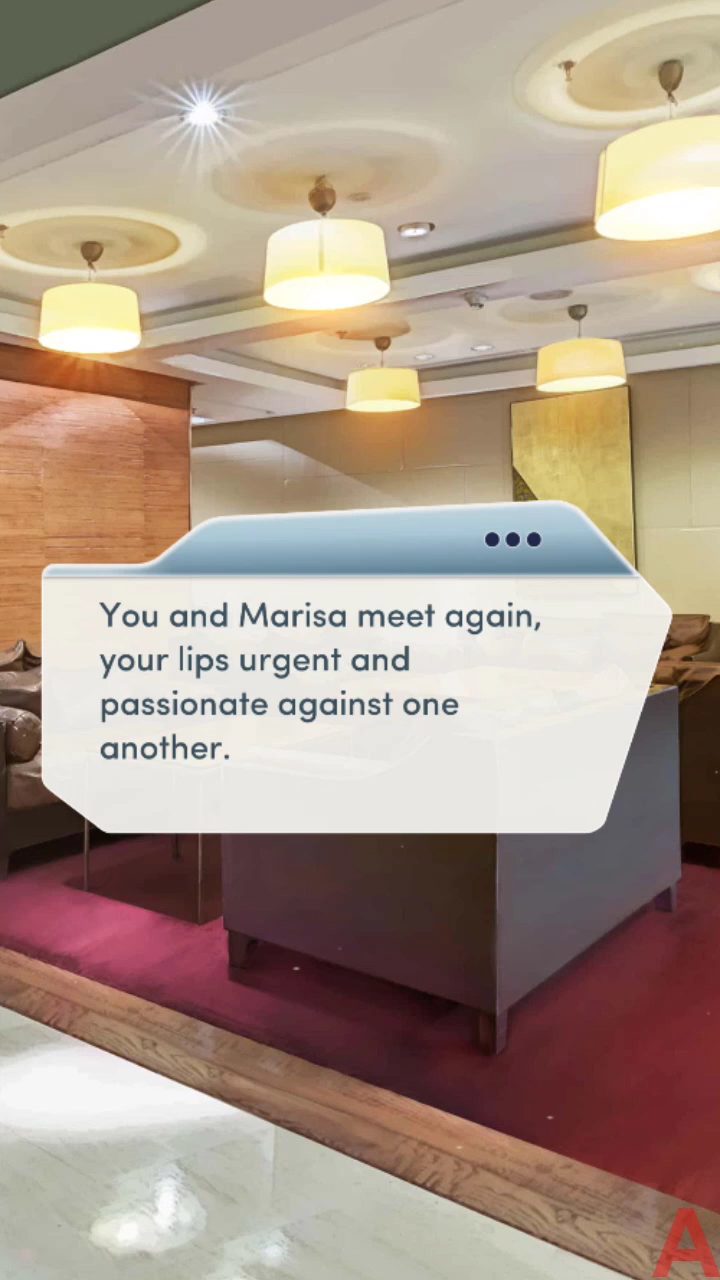 You and Marisa meet again,
your lips urgent and
passionate against one
another.
A